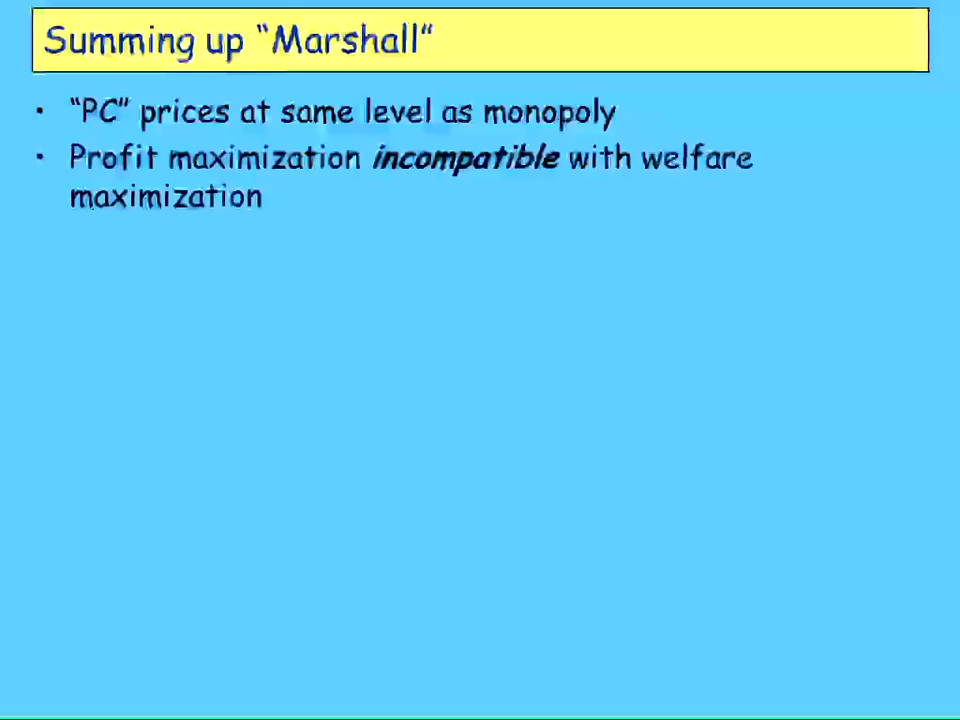 Summing up “Marshall”
• “PC” prices at same level as monopoly
• Profit maximization incompatible with welfare
maximization